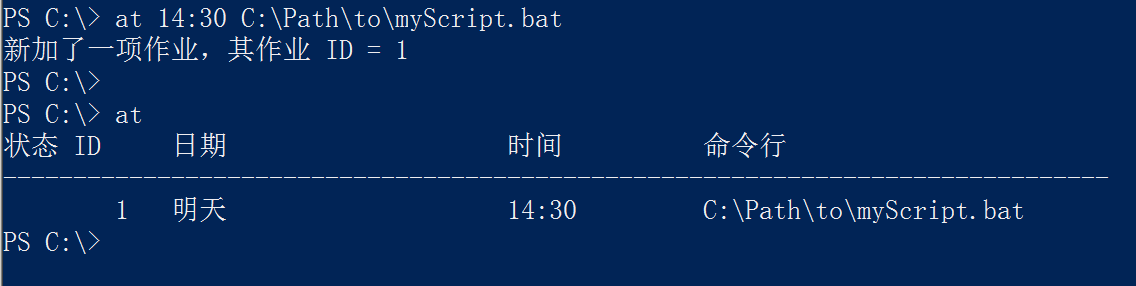 PS C:\> at 14:30 C:\Path\to\myScript.bat
新加了一项作业，其作业 ID = 1
PS C:\>
PS C:\> at
状态 ID 日期 时间 命令行
-------------------------------------------------------------------------------
1 明天 14:30 C:\Path\to\myScript.bat
PS C:\>